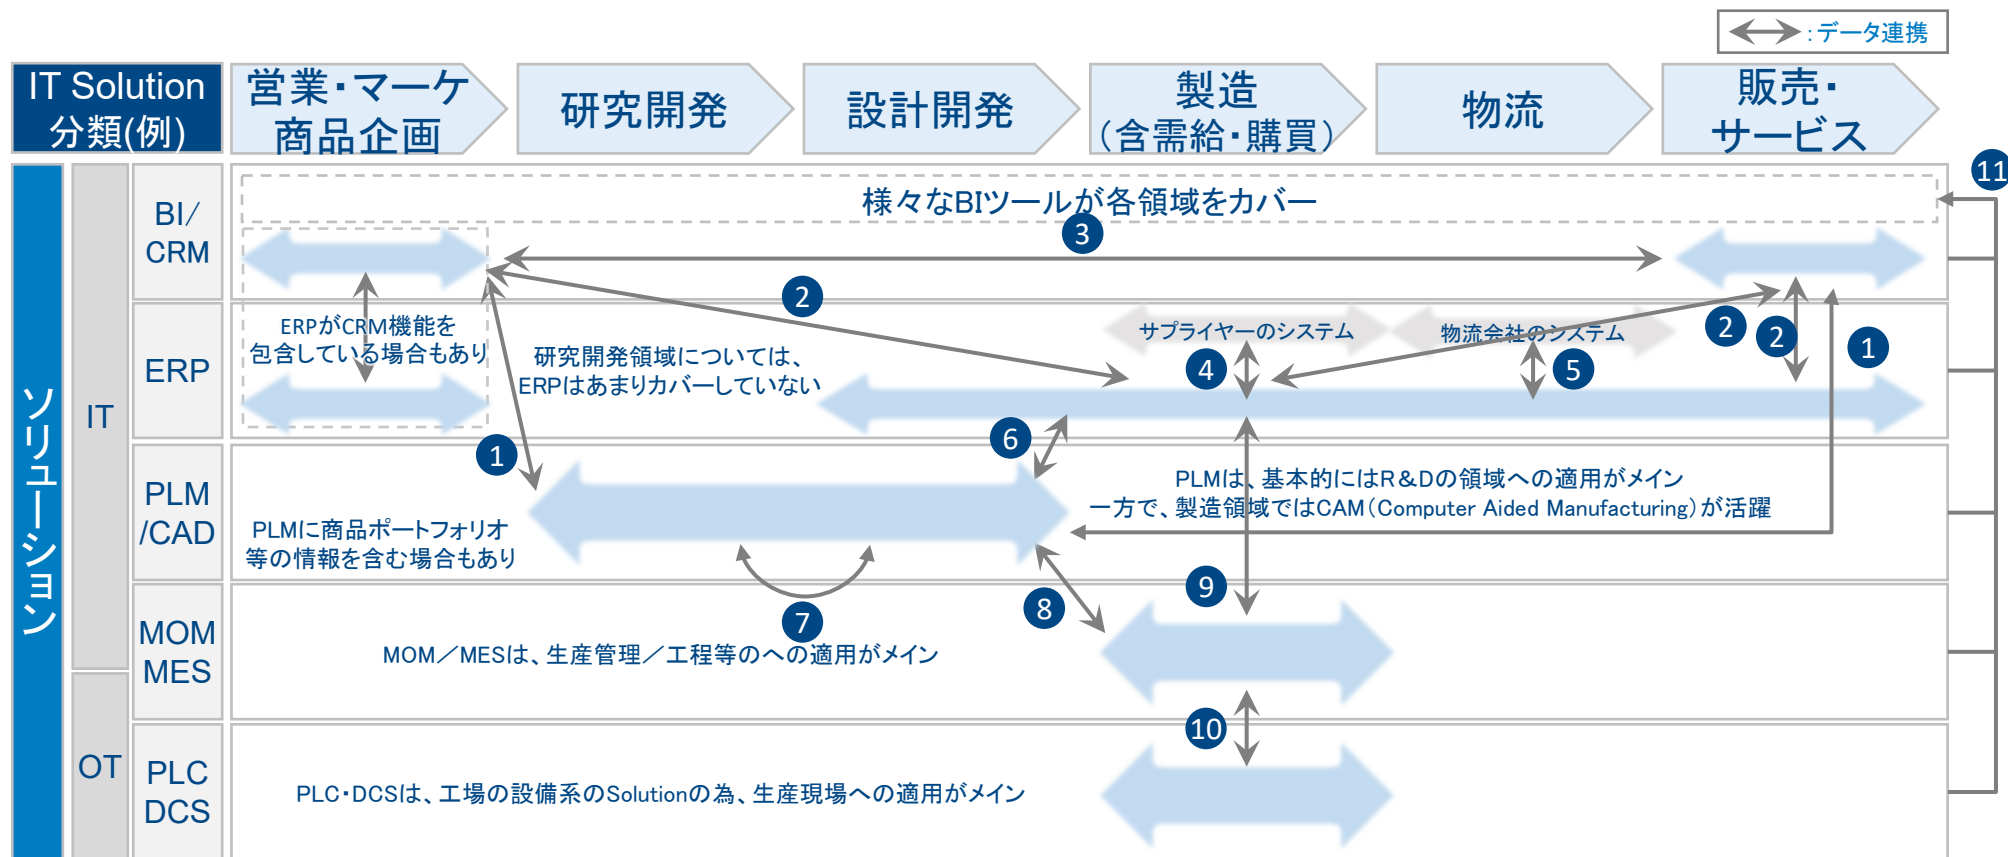 :データ連携
IT Solution
分類(例)
営業・マーケ
商品企画
研究開発
設計開発
製造
(含需給・購買)
物流
販売・
サービス
ソリューション
IT
OT
BI/
CRM
様々なBIツールが各領域をカバー
11
3
2
ERP
ERPがCRM機能を
包含している場合もあり
研究開発領域については、
ERPはあまりカバーしていない
サプライヤーのシステム
物流会社のシステム
4
5
2
2
1
6
1
PLM
/CAD
PLMに商品ポートフォリオ
等の情報を含む場合もあり
PLMは、基本的にはR&Dの領域への適用がメイン
一方で、製造領域ではCAM(Computer Aided Manufacturing)が活躍
7
8
9
MOM
MES
MOM/MESは、生産管理/工程等のへの適用がメイン
10
PLC
DCS
PLC・DCSは、工場の設備系のSolutionの為、生産現場への適用がメイン